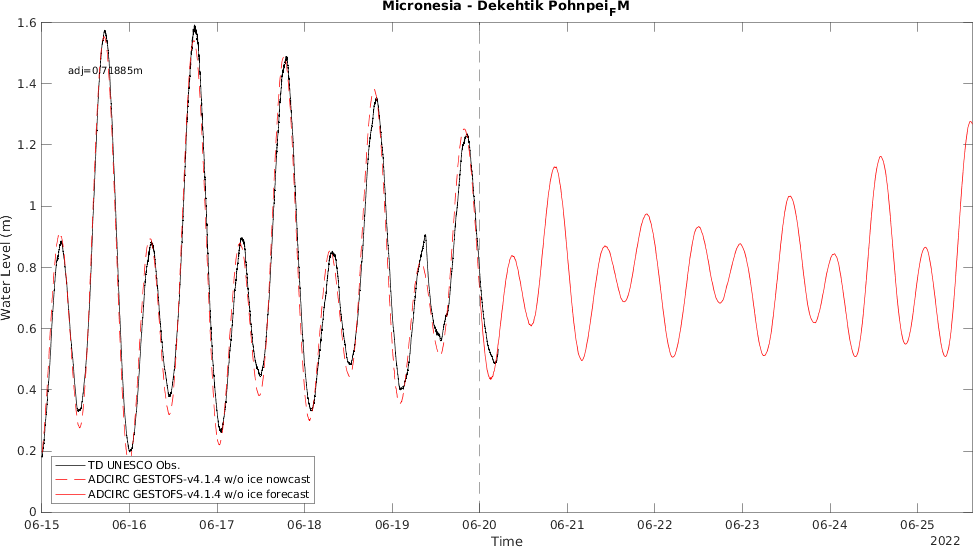 Micronesia - Dekehtik Pohnpei_FM
1.6
adj=0.71885m
1.4
1.2
1
0.8
0.6
0.4
0.2
0
Water Level (m)
TD UNESCO Obs.
ADCIRC GESTOFS-v4.1.4 w/o ice nowcast
ADCIRC GESTOFS-v4.1.4 w/o ice forecast
06-15 06-16 06-17 06-18 06-19 06-20 06-21 06-22 06-23 06-24 06-25
Time
2022